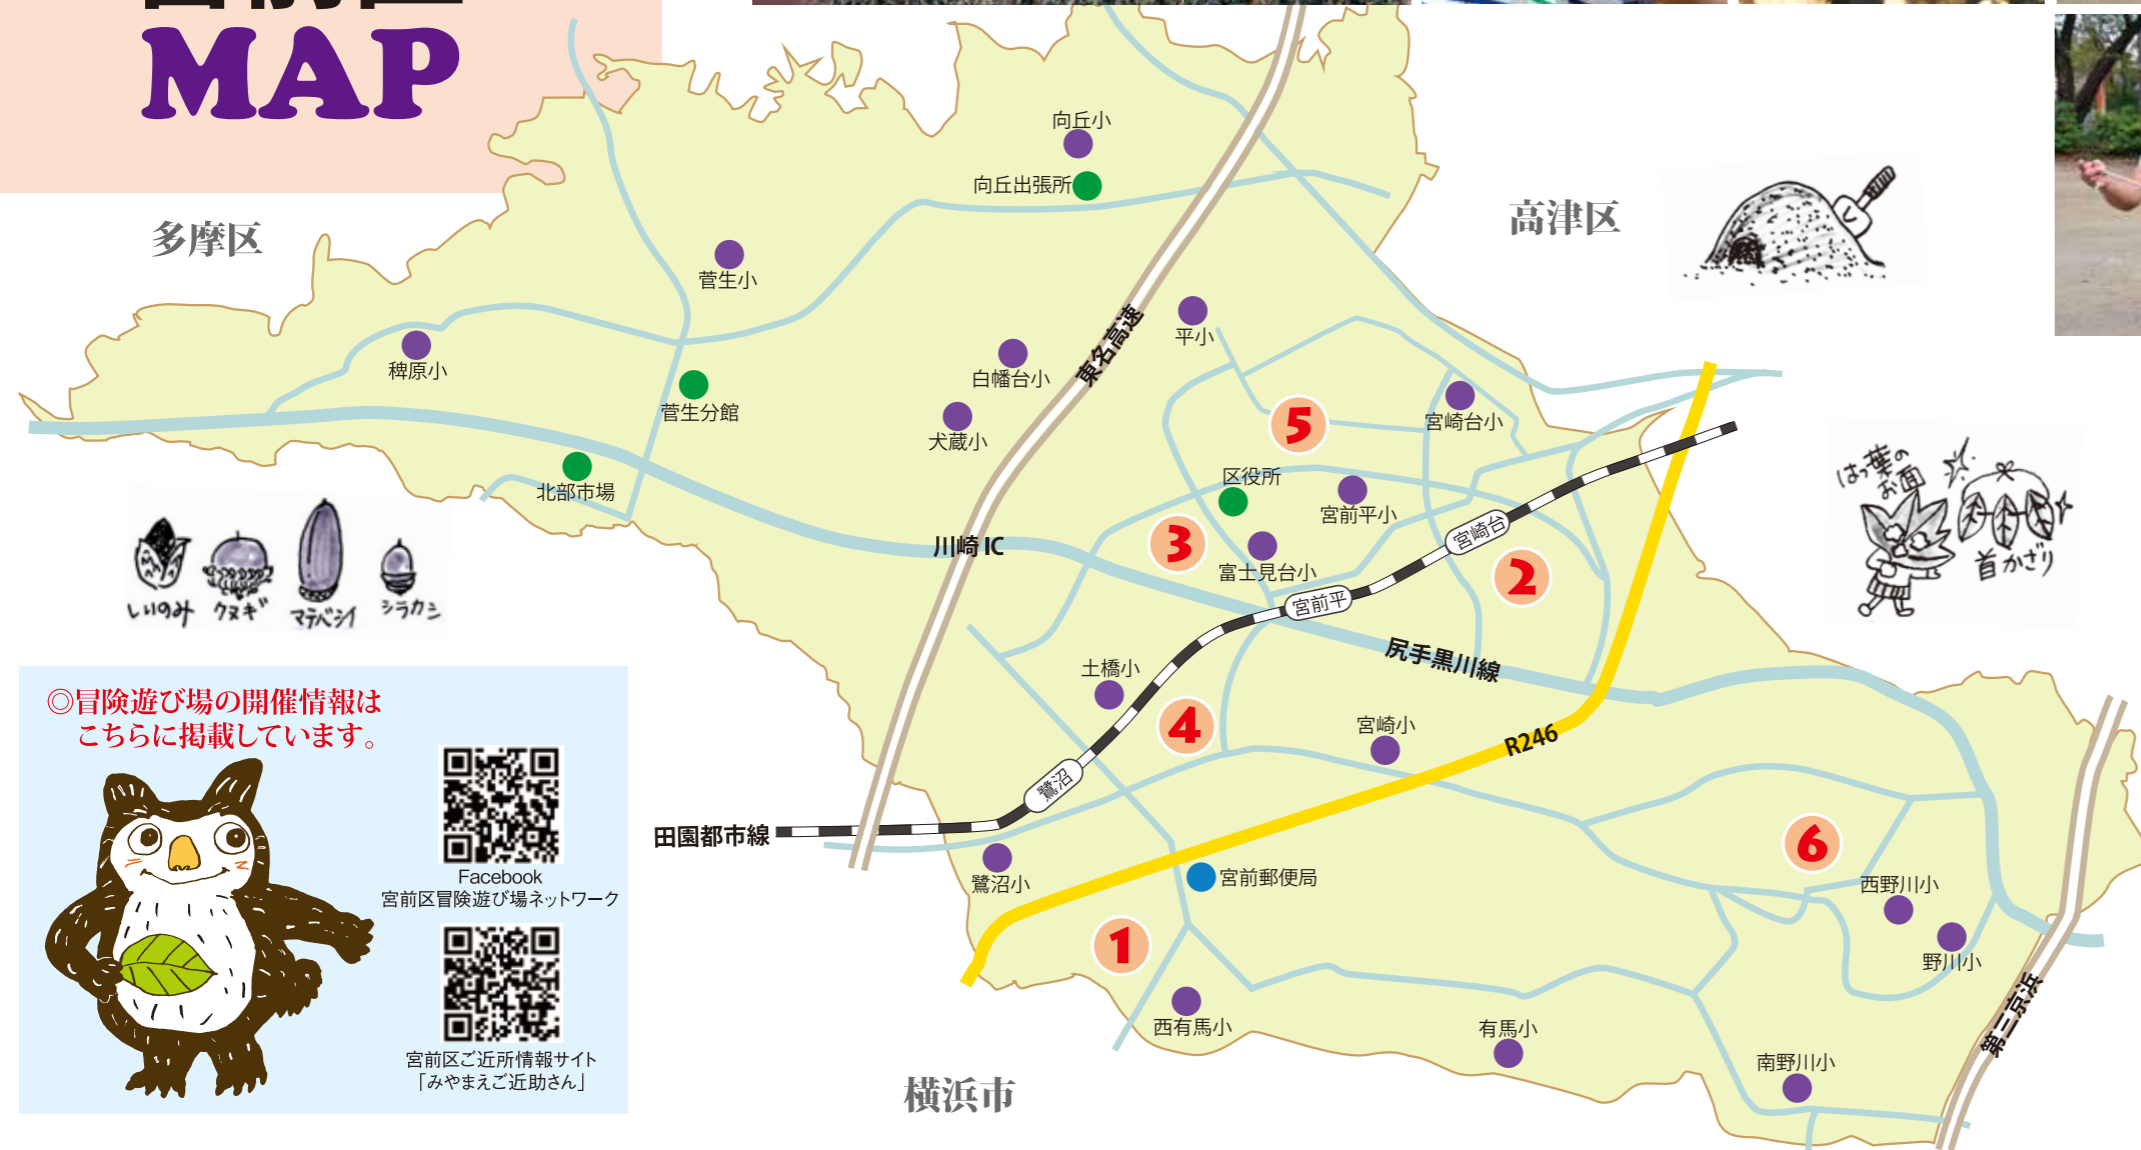 MAP
多摩区
高津区
横浜市
向丘小
向丘出張所
菅生小
稗原小
菅生分館
北部市場
白幡台小
犬蔵小
東名高速
平小
宮崎台小
5
区役所
宮前平小
3
富士見台小
川崎IC
宮崎台
2
宮前平
尻手黒川線
土橋小
4
宮崎小
R246
鷺沼
田園都市線
鷺沼小
宮前郵便局
1
西有馬小
有馬小
6
西野川小
野川小
南野川小
第三京浜
しいのみ
クヌギ
マテバシイ
シラカシ
はっ葉の
お面
首かざり
◎冒険遊び場の開催情報は
こちらに掲載しています。
Facebook
宮前区冒険遊び場ネットワーク
宮前区ご近所情報サイト
「みやまえご近助さん」